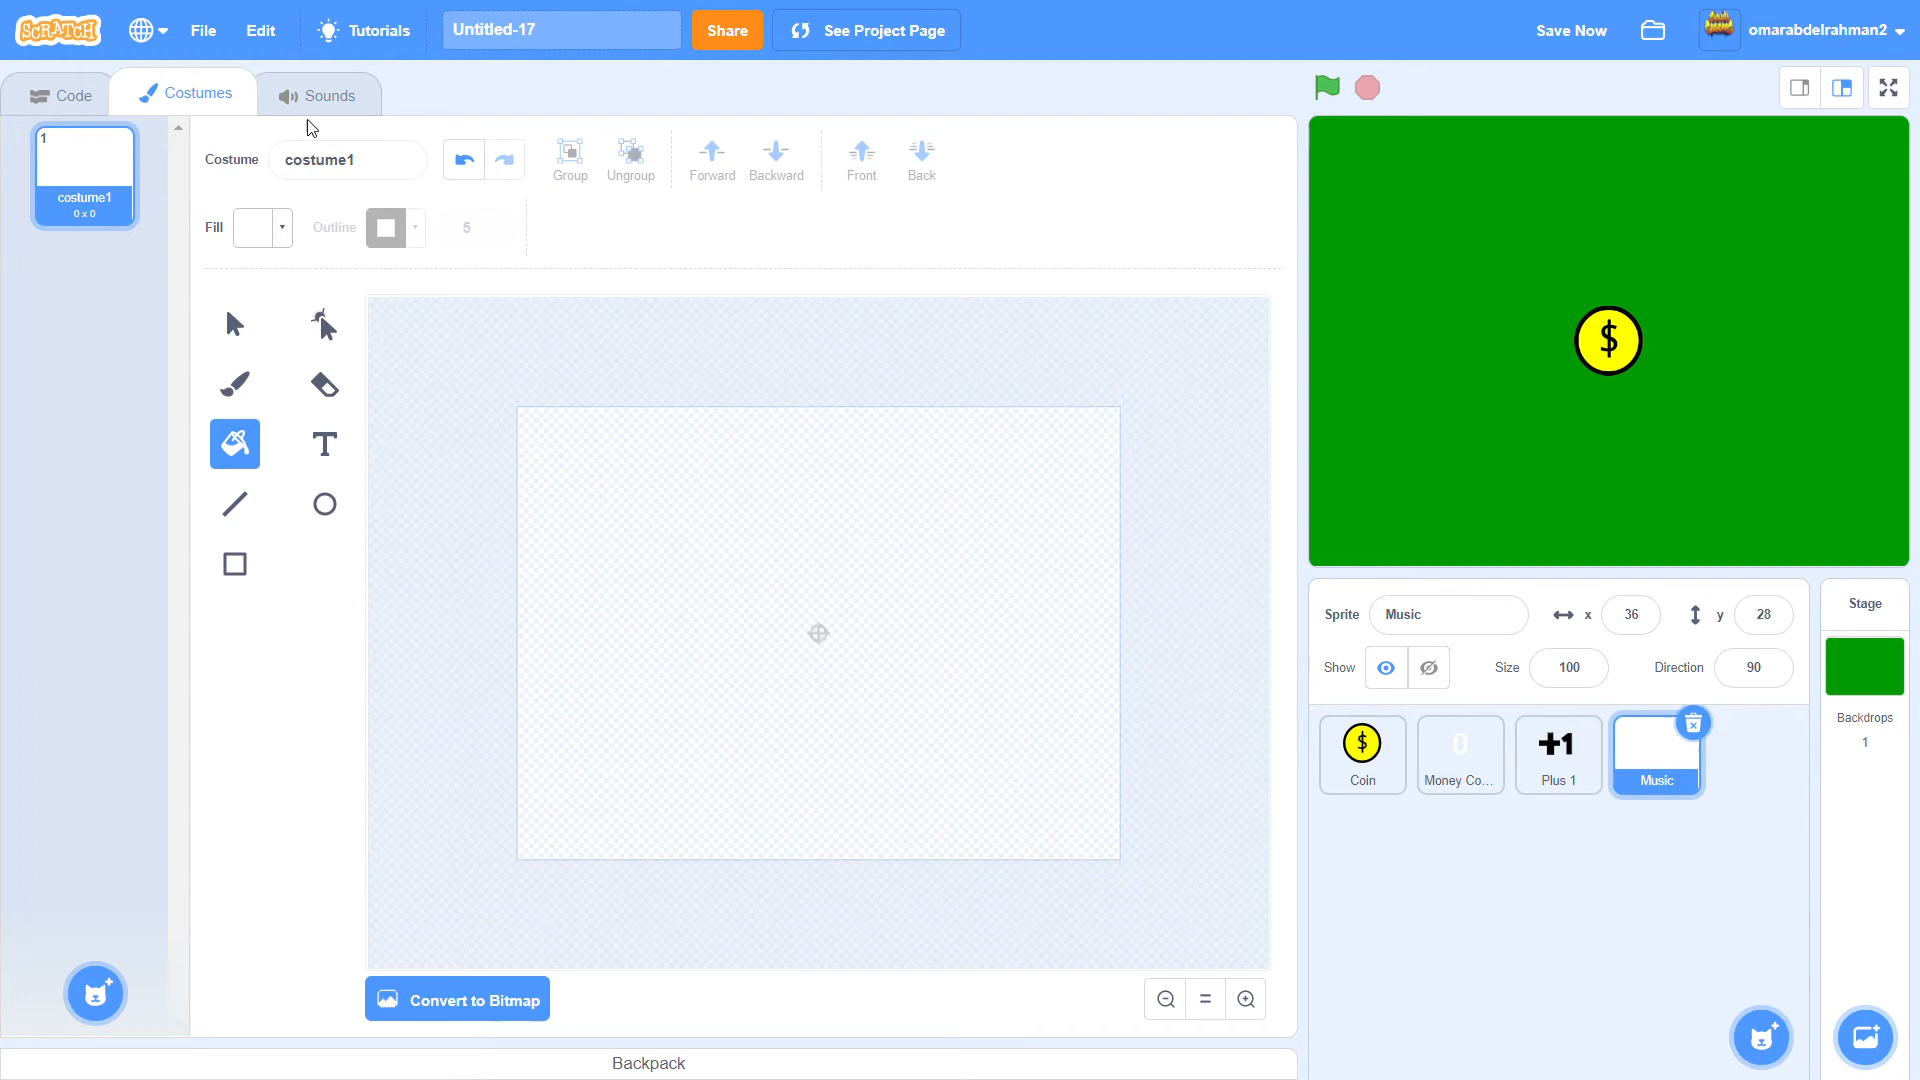 SCRATCH File Edit Tutorials Untitled-17 Share See Project Page Save Now omarabdelrahman2
Code Costumes Sounds
1
costume1
0 x 0
Costume costume1
Group Ungroup Forward Backward Front Back
Fill Outline 5
Convert to Bitmap
Backpack
$
Sprite Music x 36 y 28
Show Size 100 Direction 90
$ 0 +1
Coin Money Co... Plus 1 Music
Stage
Backdrops
1